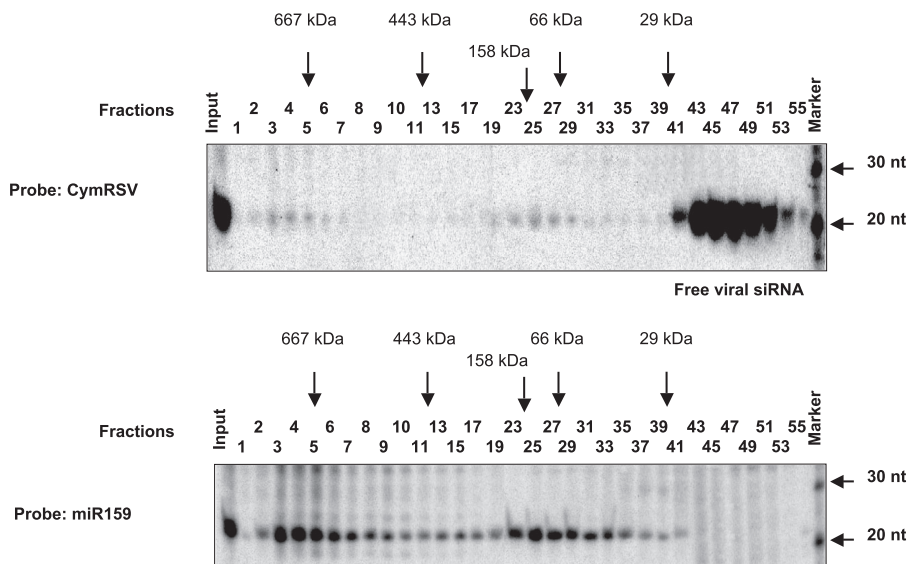 667 kDa 443 kDa 66 kDa 29 kDa
158 kDa
Fractions Input 2 4 6 8 10 13 17 23 27 31 35 39 43 47 51 55 Marker
1 3 5 7 9 11 15 19 25 29 33 37 41 45 49 53
30 nt
Probe: CymRSV
20 nt
Free viral siRNA
667 kDa 443 kDa 66 kDa 29 kDa
158 kDa
Fractions Input 2 4 6 8 10 13 17 23 27 31 35 39 43 47 51 55 Marker
1 3 5 7 9 11 15 19 25 29 33 37 41 45 49 53
30 nt
Probe: miR159
20 nt